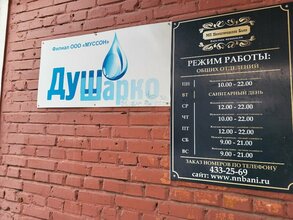 Филиал ООО «МУССОН»
ДуШарко
РЕЖИМ РАБОТЫ:
ОБЩИХ ОТДЕЛЕНИЙ
ПН 10.00 - 22.00
ВТ САНИТАРНЫЙ ДЕНЬ
СР 12.00 - 22.00
ЧТ 10.00 - 22.00
ПТ 12.00 - 22.00
СБ 9.00 - 21.00
ВС 9.00 - 21.00
ЗАКАЗ НОМЕРОВ ПО ТЕЛЕФОНУ
433-25-69
сайт: www.nnbani.ru